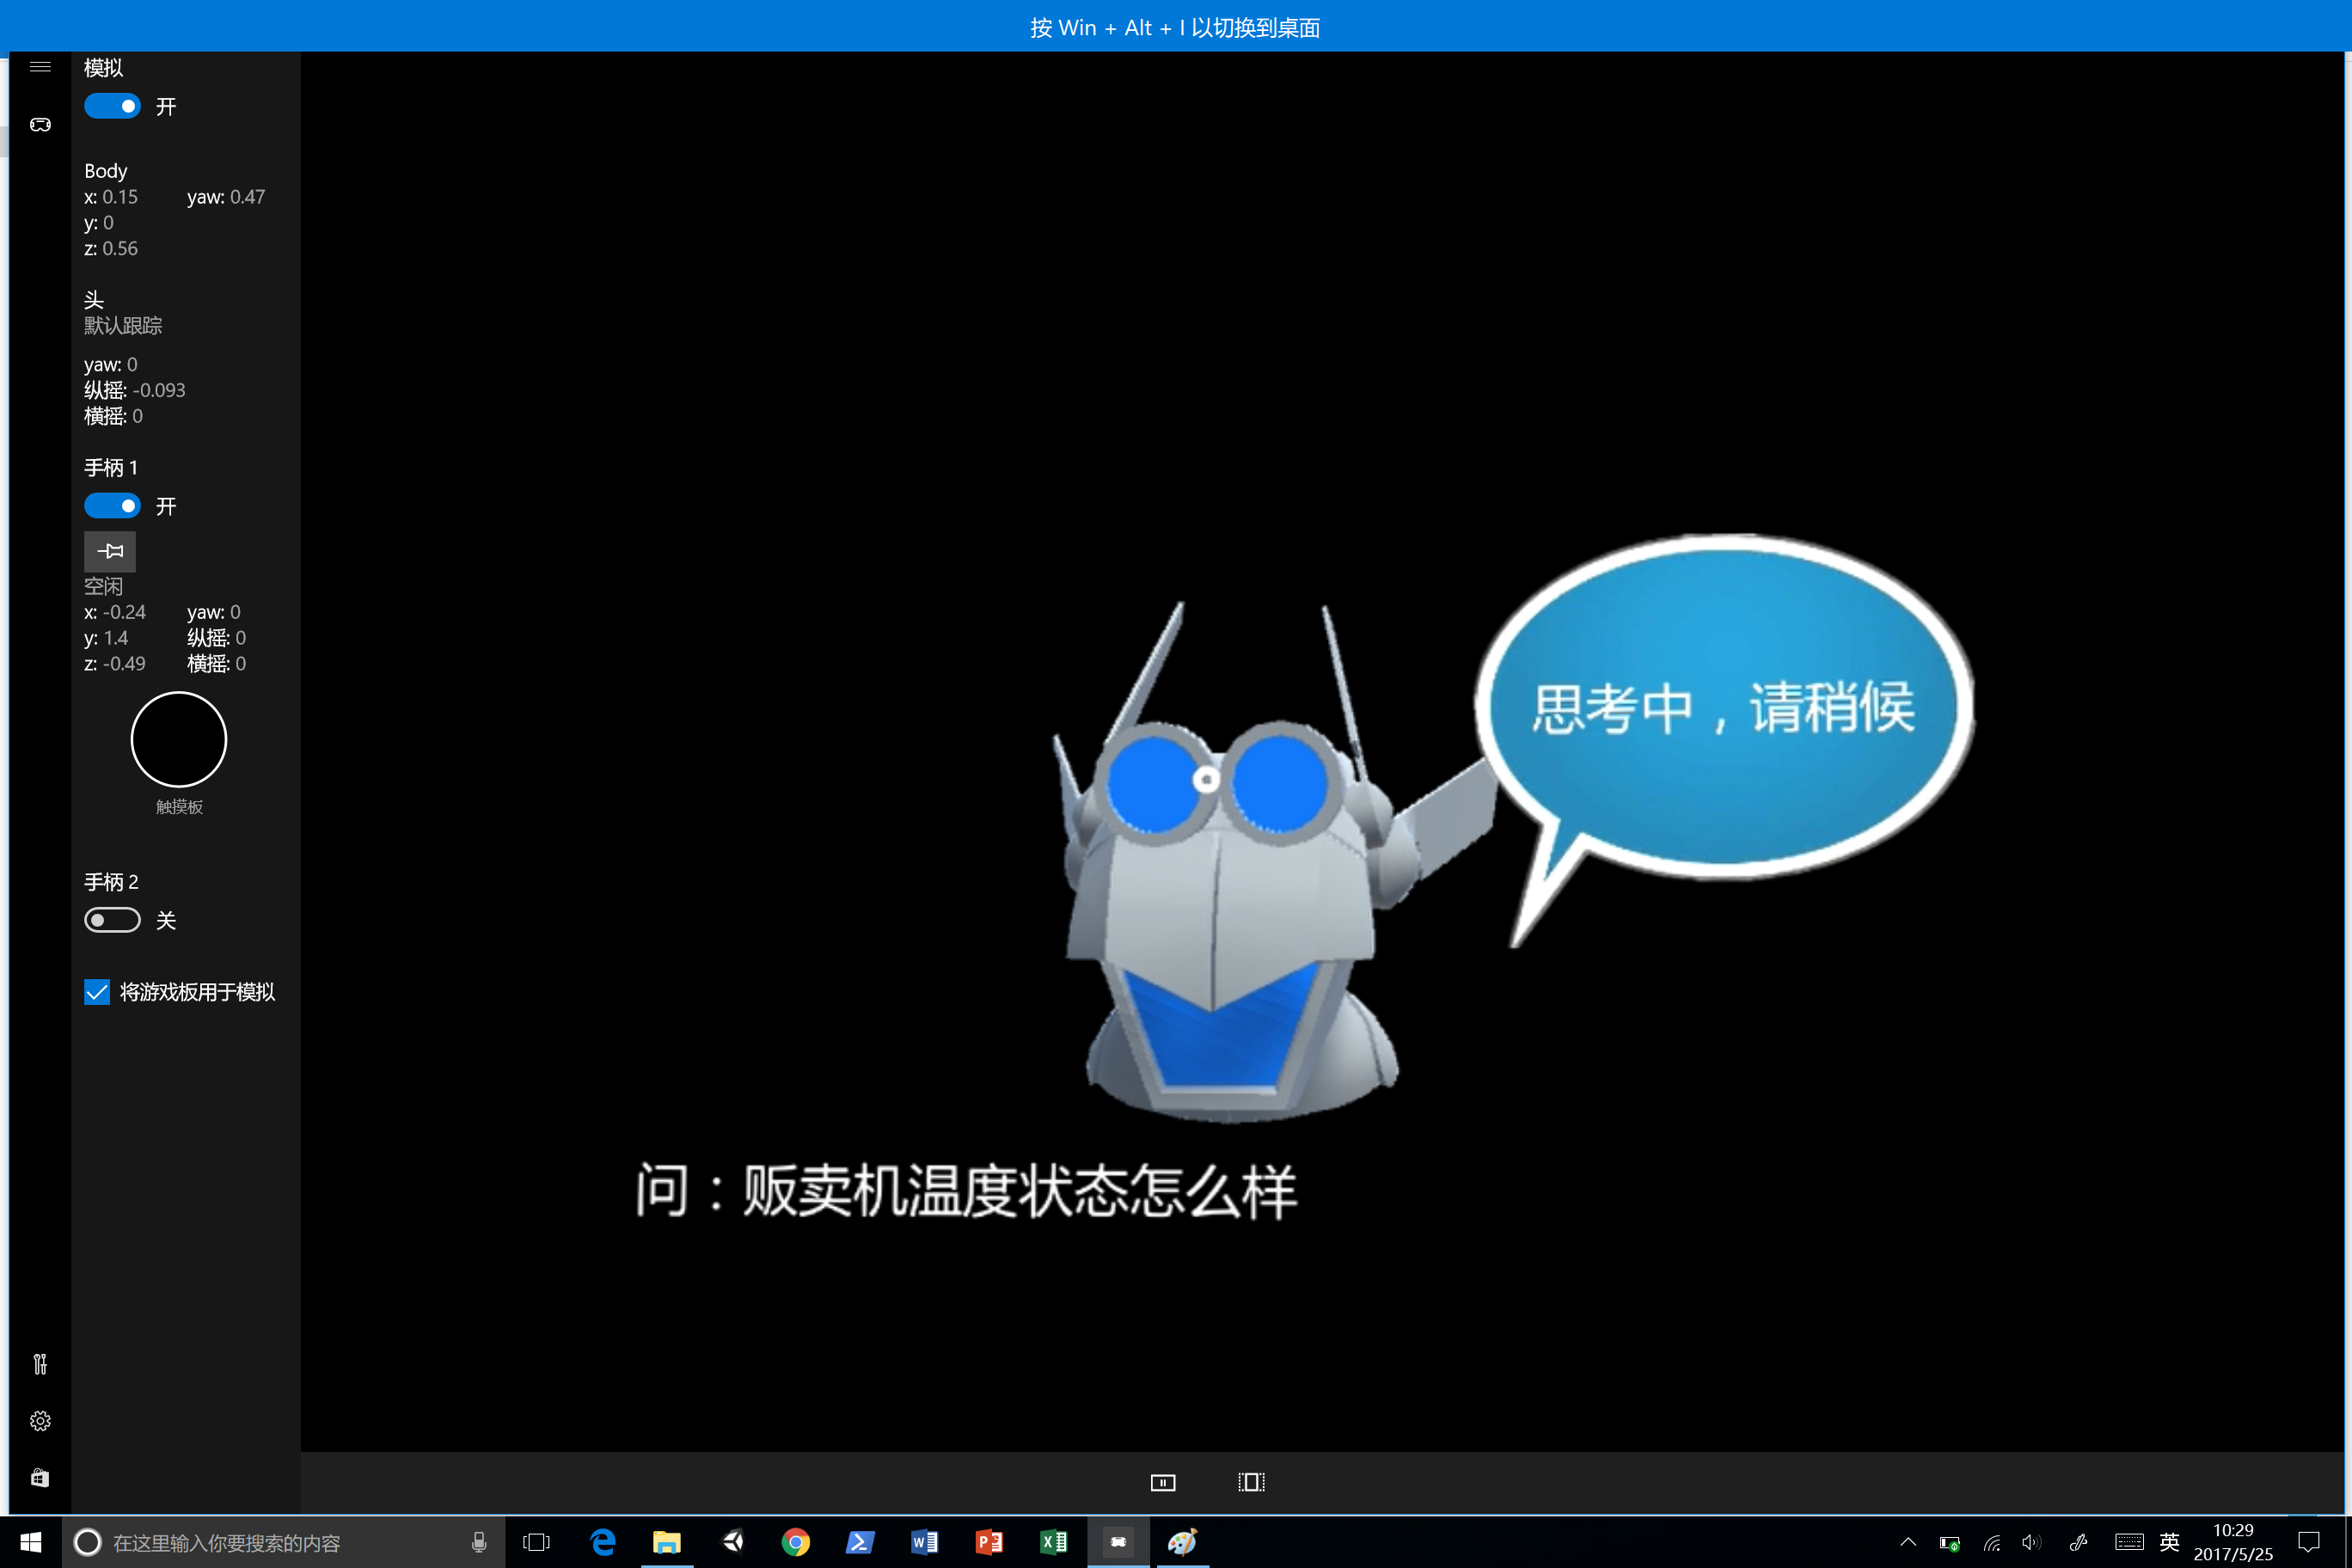 按 Win + Alt + I 以切换到桌面
模拟
开
Body
x: 0.15 yaw: 0.47
y: 0
z: 0.56
头
默认跟踪
yaw: 0
纵摇: -0.093
横摇: 0
手柄 1
开
空闲
x: -0.24 yaw: 0
y: 1.4 纵摇: 0
z: -0.49 横摇: 0
触摸板
手柄 2
关
将游戏板用于模拟
思考中，请稍候
问：贩卖机温度状态怎么样
在这里输入你要搜索的内容
英
10:29
2017/5/25